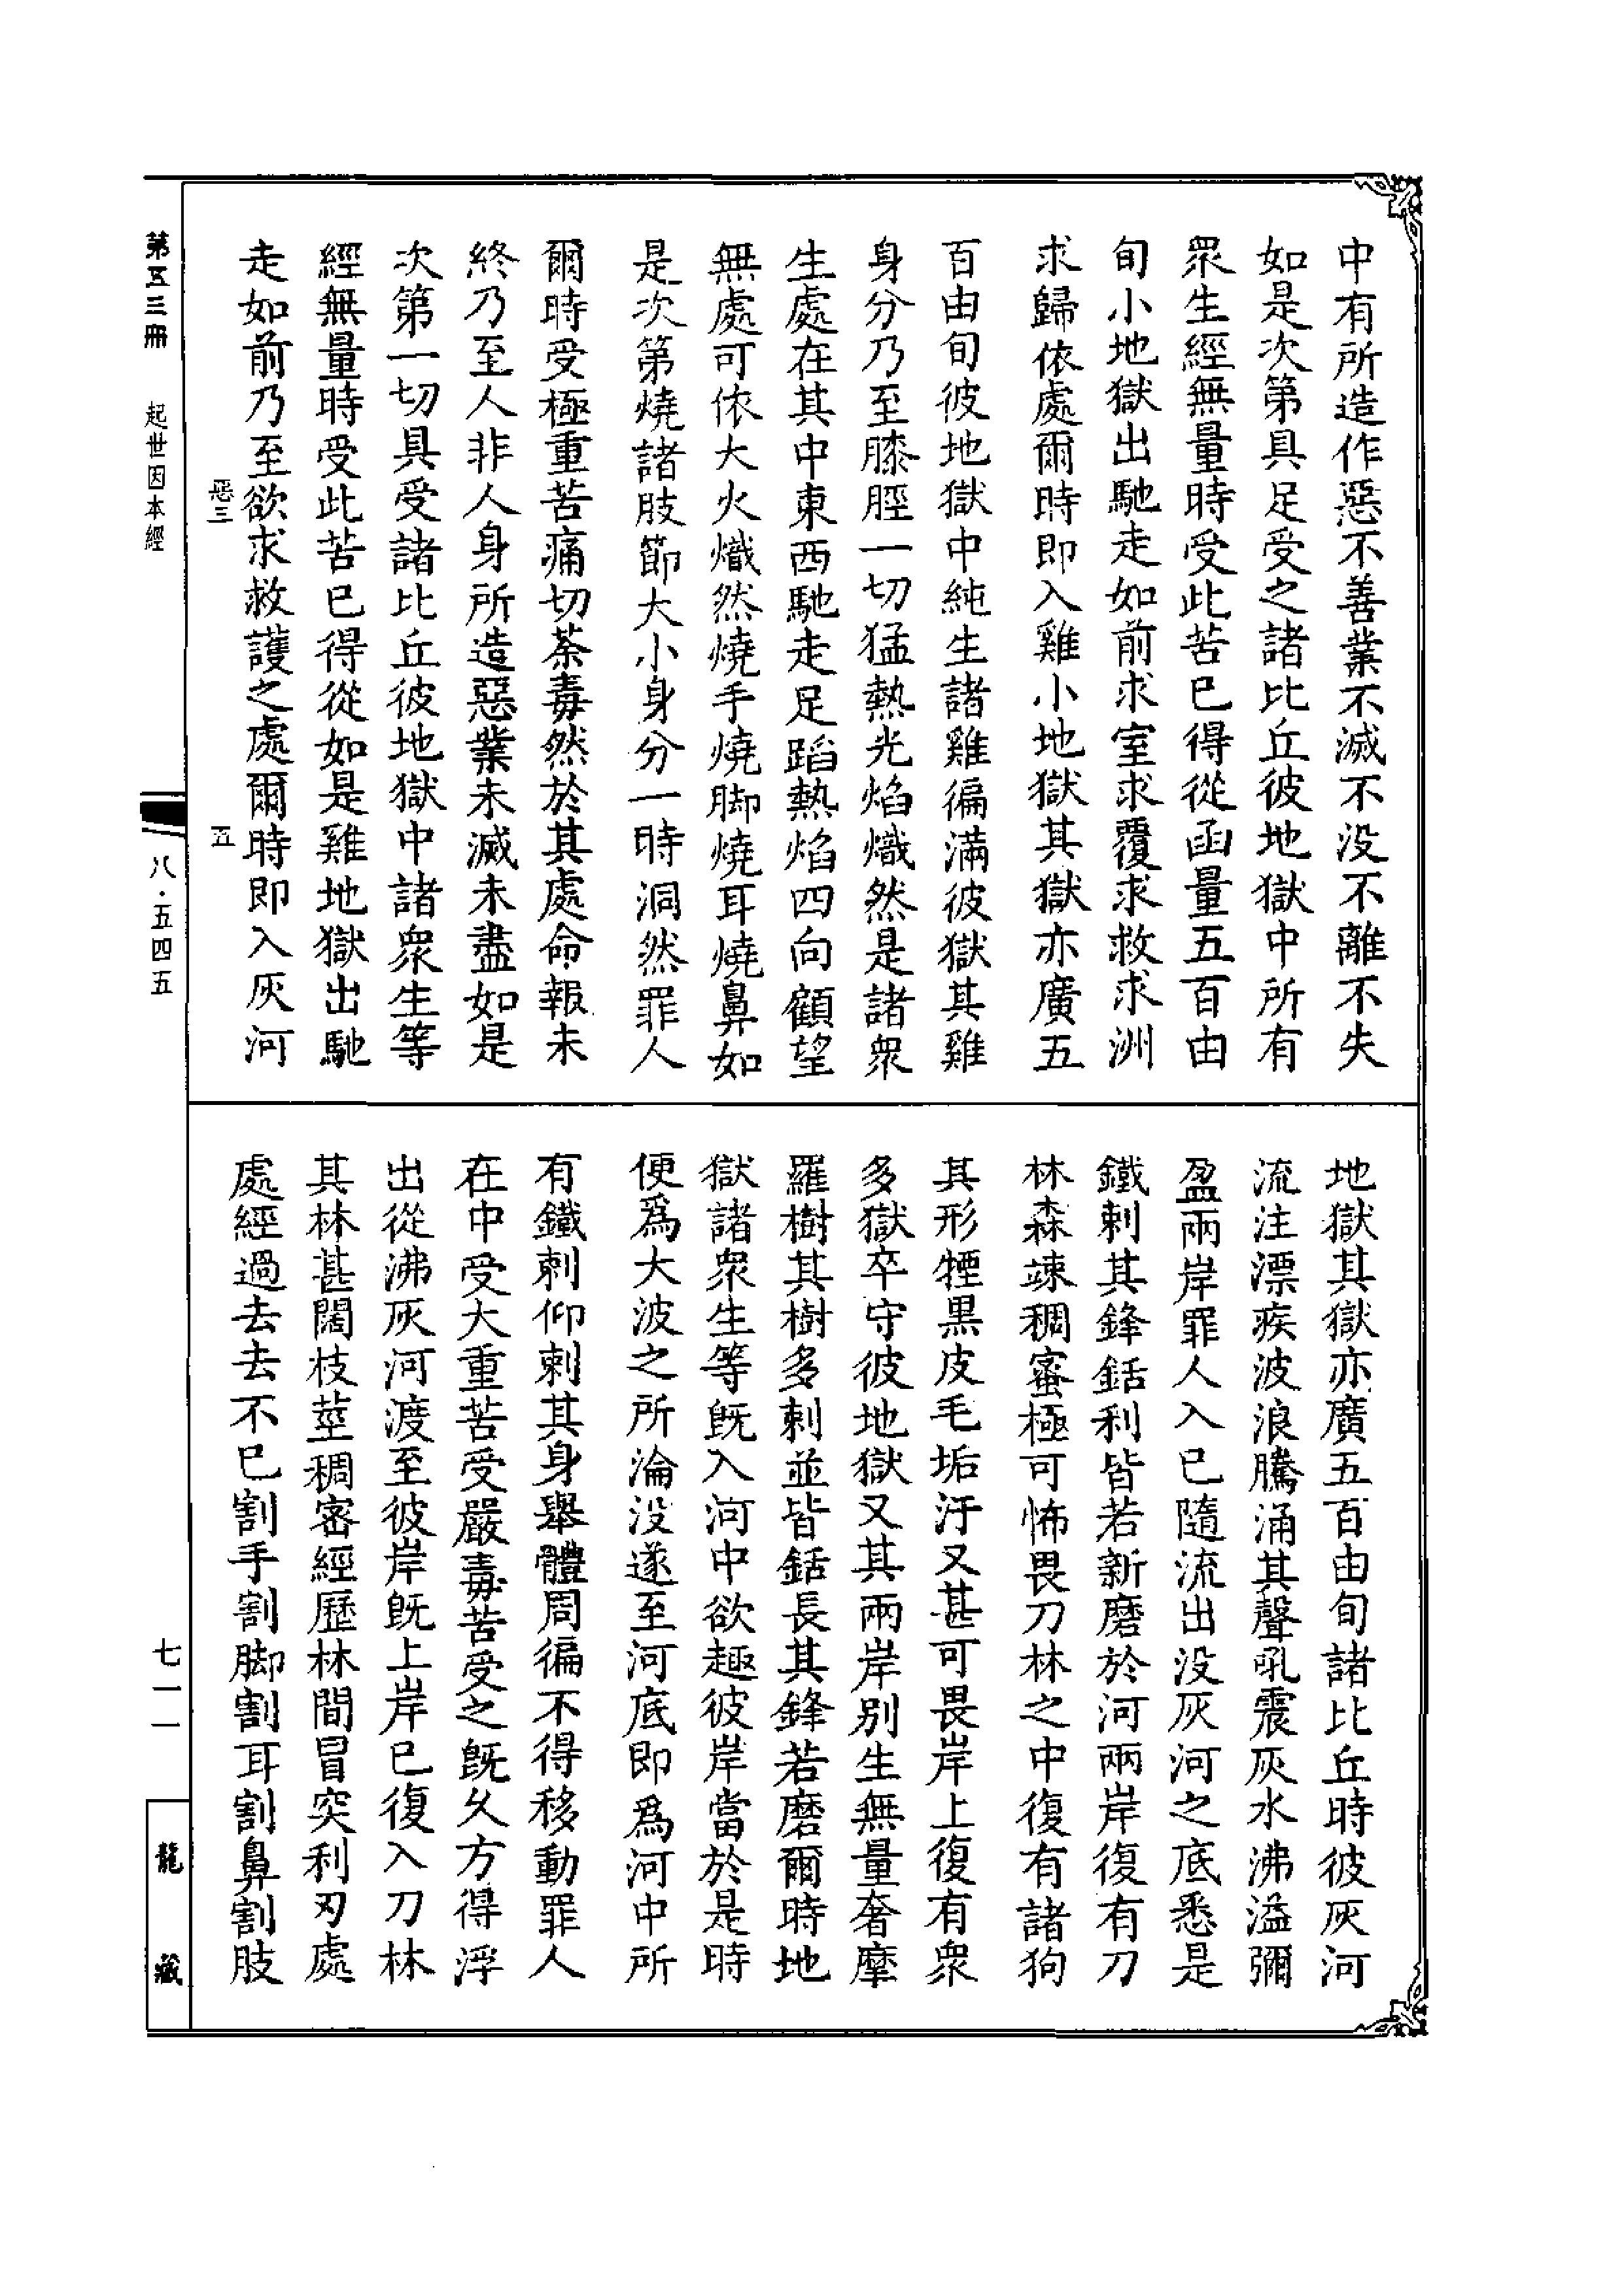 中有所造作惡不善業不滅不没不離不失
如是次第具足受之諸比丘彼地獄中所有
眾生經無量時受此苦已得從函量五百由
旬小地獄出馳走如前求室求覆求救求洲
求歸依處爾時即入雞小地獄其獄亦廣五
百由旬彼地獄中純生諸雞徧滿彼獄其雞
身分乃至膝脛一切猛熱光焰熾然是諸眾
生處在其中東西馳走足蹈熱焰四向顧望
無處可依大火熾然燒手燒脚燒耳燒鼻如
是次第燒諸肢節大小身分一時洞然罪人
爾時受極重苦痛切荼毒然於其處命報未
終乃至人非人身所造惡業未滅未盡如是
次第一切具受諸比丘彼地獄中諸眾生等
經無量時受此苦已得從如是雞地獄出馳
走如前乃至欲求救護之處爾時即入灰河
惡三
五
地獄其獄亦廣五百由旬諸比丘時彼灰河
流注漂疾波浪騰涌其聲吼震灰水沸溢彌
盈兩岸罪人入已隨流出没灰河之底悉是
鐵刺其鋒銛利皆若新磨於河兩岸復有刀
林森竦稠蜜極可怖畏刀林之中復有諸狗
其形㹵黑皮毛垢汙又甚可畏岸上復有眾
多獄卒守彼地獄又其兩岸別生無量奢摩
羅樹其樹多刺並皆銛長其鋒若磨爾時地
獄諸眾生等旣入河中欲趣彼岸當於是時
便爲大波之所淪没遂至河底即爲河中所
有鐵刺仰刺其身舉體周徧不得移動罪人
在中受大重苦受嚴毒苦受之旣久方得浮
出從沸灰河渡至彼岸旣上岸已復入刀林
其林甚闊枝莖稠密經歷林間冒突利刃處
處經過去去不已割手割脚割耳割鼻割肢
第五三冊 起世因本經
八·五四五
七一一
龍藏